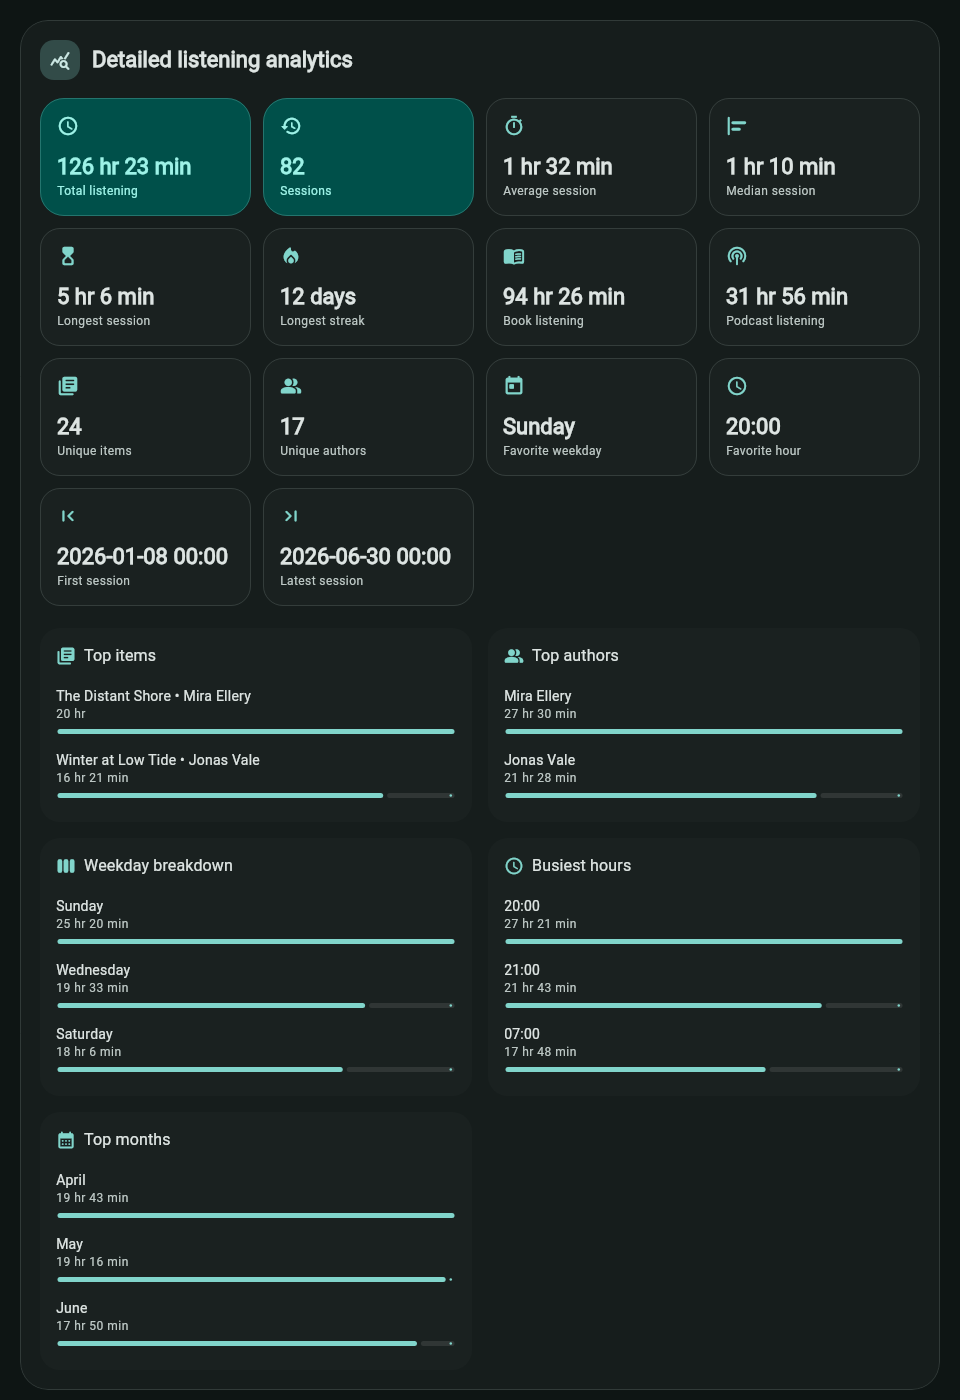 Detailed listening analytics
126 hr 23 min
Total listening
82
Sessions
1 hr 32 min
Average session
1 hr 10 min
Median session
5 hr 6 min
Longest session
12 days
Longest streak
94 hr 26 min
Book listening
31 hr 56 min
Podcast listening
24
Unique items
17
Unique authors
Sunday
Favorite weekday
20:00
Favorite hour
2026-01-08 00:00
First session
2026-06-30 00:00
Latest session
Top items
The Distant Shore • Mira Ellery
20 hr
Winter at Low Tide • Jonas Vale
16 hr 21 min
Top authors
Mira Ellery
27 hr 30 min
Jonas Vale
21 hr 28 min
Weekday breakdown
Sunday
25 hr 20 min
Wednesday
19 hr 33 min
Saturday
18 hr 6 min
Busiest hours
20:00
27 hr 21 min
21:00
21 hr 43 min
07:00
17 hr 48 min
Top months
April
19 hr 43 min
May
19 hr 16 min
June
17 hr 50 min